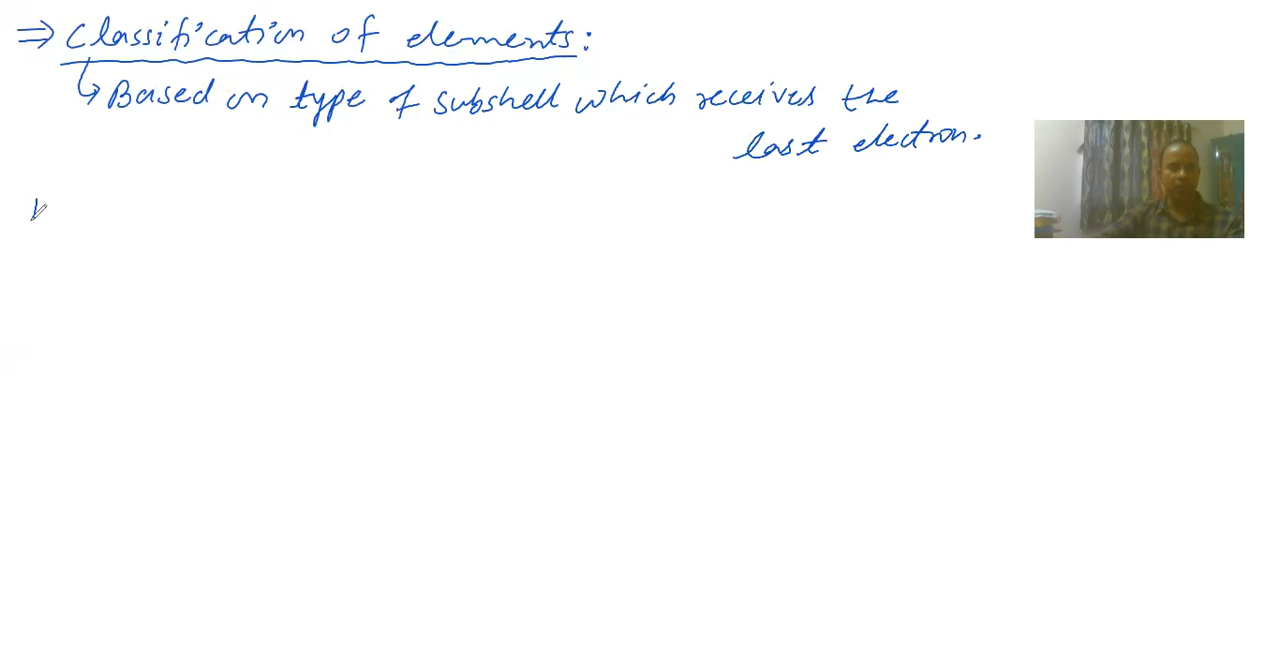 ⇒ Classification of elements:
↳ Based on type of subshell which receives the
last electron.